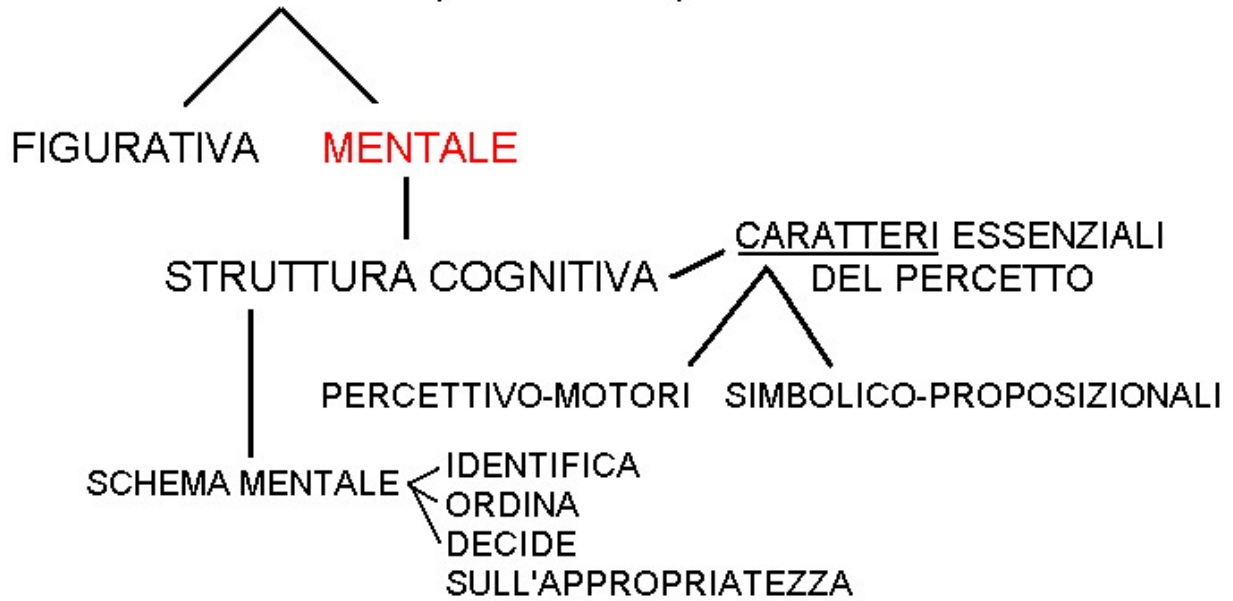 FIGURATIVA MENTALE
CARATTERI ESSENZIALI
STRUTTURA COGNITIVA DEL PERCETTO
PERCETTIVO-MOTORI SIMBOLICO-PROPOSIZIONALI
SCHEMA MENTALE
IDENTIFICA
ORDINA
DECIDE
SULL'APPROPRIATEZZA